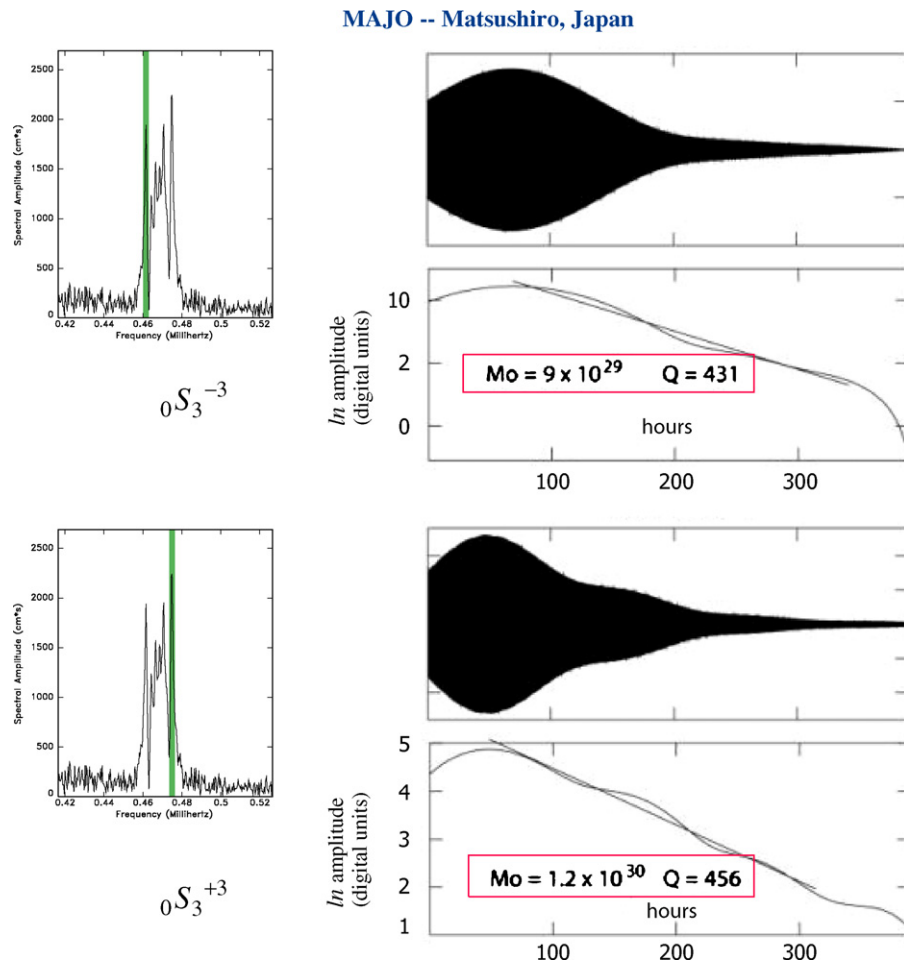 MAJO -- Matsushiro, Japan
2500
2000
1500
1000
500
0
Spectral Amplitude (cm*s)
0.42 0.44 0.46 0.48 0.5 0.52
Frequency (Millihertz)
₀S₃⁻³
10
2
0
ln amplitude
(digital units)
Mo = 9 x 10²⁹ Q = 431
hours
100 200 300
2500
2000
1500
1000
500
0
Spectral Amplitude (cm*s)
0.42 0.44 0.46 0.48 0.5 0.52
Frequency (Millihertz)
₀S₃⁺³
5
4
3
2
1
ln amplitude
(digital units)
Mo = 1.2 x 10³⁰ Q = 456
hours
100 200 300